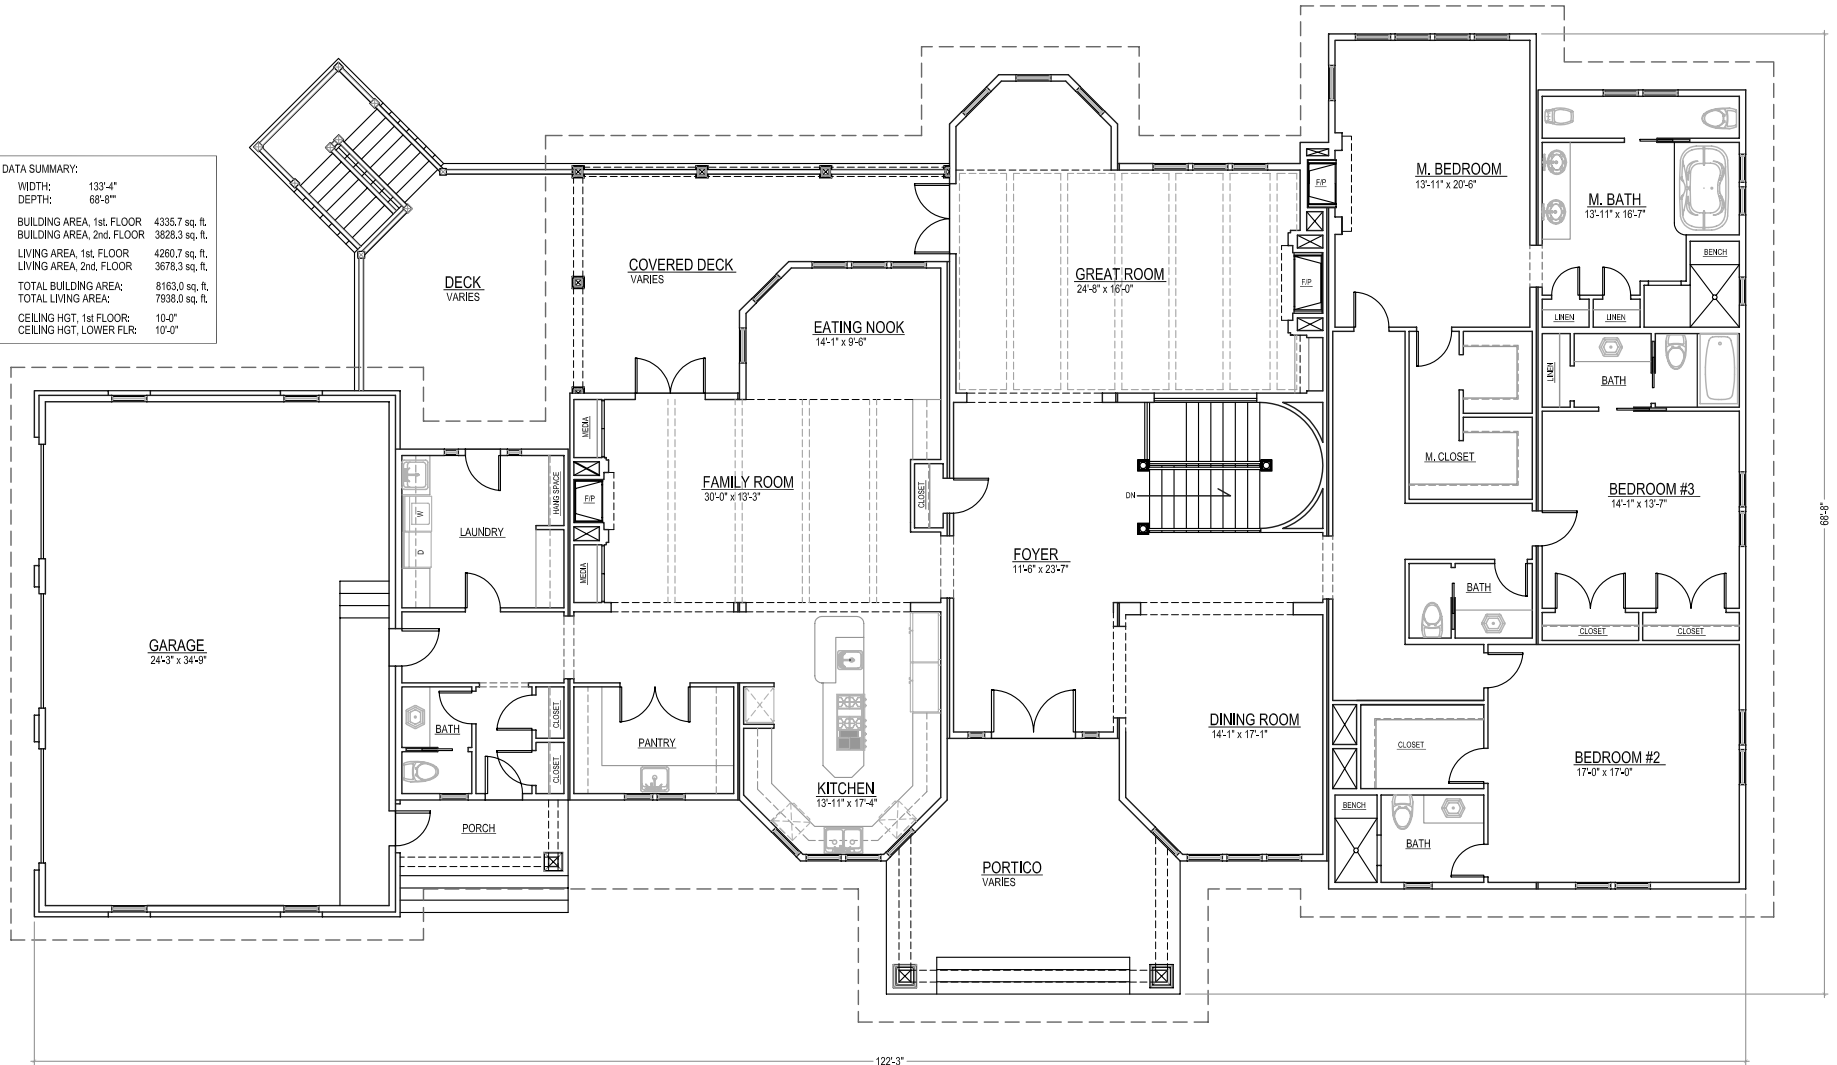 DATA SUMMARY:
WIDTH: 133'-4"
DEPTH: 68'-8""
BUILDING AREA, 1st. FLOOR 4335.7 sq. ft.
BUILDING AREA, 2nd. FLOOR 3828.3 sq. ft.
LIVING AREA, 1st. FLOOR 4260.7 sq. ft.
LIVING AREA, 2nd. FLOOR 3678.3 sq. ft.
TOTAL BUILDING AREA: 8163.0 sq. ft.
TOTAL LIVING AREA: 7938.0 sq. ft.
CEILING HGT, 1st FLOOR: 10-0"
CEILING HGT, LOWER FLR: 10'-0"
DECK
VARIES
COVERED DECK
VARIES
EATING NOOK
14'-1" x 9'-6"
GREAT ROOM
24'-8" x 16'-0"
F/P
F/P
M. BEDROOM
13'-11" x 20'-6"
M. BATH
13'-11" x 16'-7"
BENCH
LINEN
LINEN
LINEN
BATH
M. CLOSET
BEDROOM #3
14'-1" x 13'-7"
CLOSET
CLOSET
BATH
MEDIA
F/P
MEDIA
FAMILY ROOM
30'-0" x 13'-3"
CLOSET
DN
FOYER
11'-6" x 23'-7"
HANG SPACE
W
D
LAUNDRY
GARAGE
24'-3" x 34'-9"
BATH
CLOSET
CLOSET
PANTRY
KITCHEN
13'-11" x 17'-4"
DINING ROOM
14'-1" x 17'-1"
CLOSET
BEDROOM #2
17'-0" x 17'-0"
BENCH
BATH
PORCH
PORTICO
VARIES
68'-8"
122'-3"